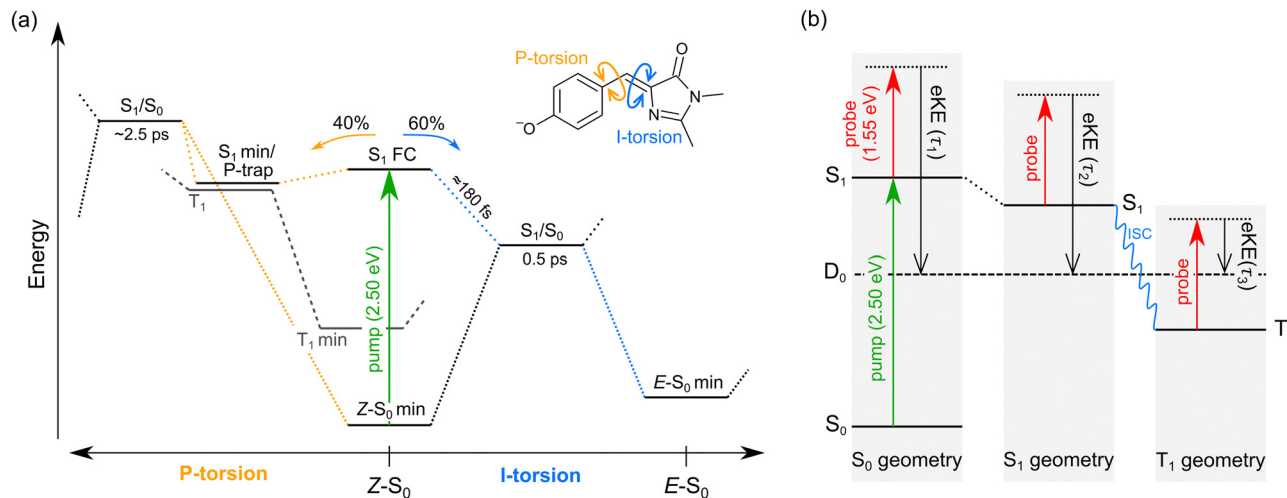 (a)
Energy
S₁/S₀
~2.5 ps
S₁ min/
P-trap
T₁
40%
60%
S₁ FC
≈180 fs
pump (2.50 eV)
S₁/S₀
0.5 ps
T₁ min
Z-S₀ min
E-S₀ min
P-torsion
I-torsion
O
N
N
⁻O
P-torsion
I-torsion
Z-S₀
E-S₀
(b)
S₁
D₀
S₀
probe
(1.55 eV)
eKE (τ₁)
pump (2.50 eV)
S₀ geometry
probe
eKE (τ₂)
S₁
S₁ geometry
ISC
probe
eKE(τ₃)
T
T₁ geometry